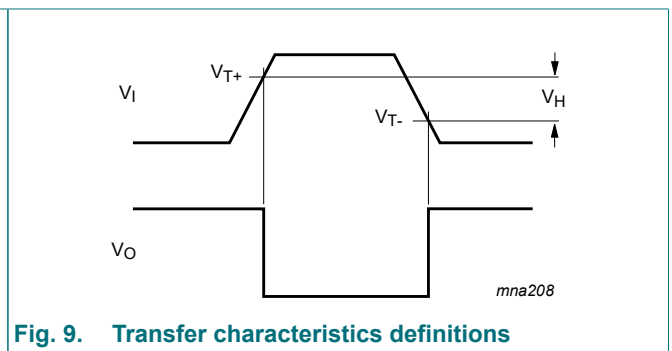 VT+
VI
VH
VT-
VO
mna208
Fig. 9. Transfer characteristics definitions